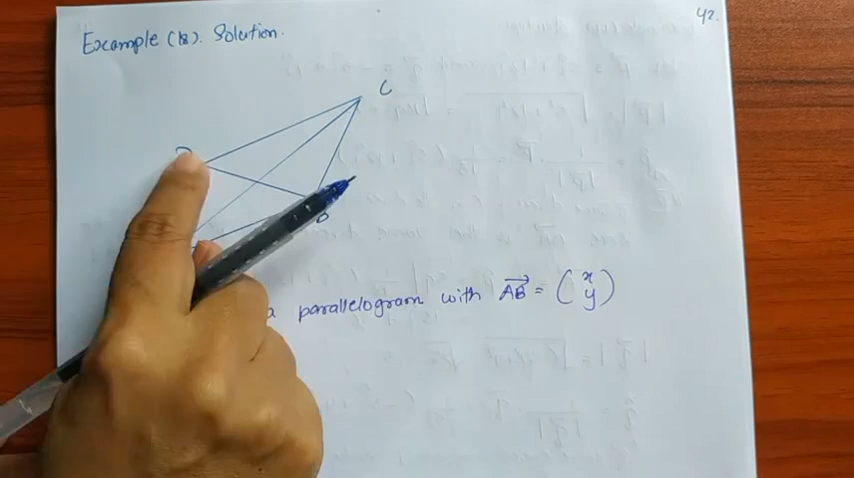 42.
Example (18). Solution.
C
D
B
a parallelogram with AB⃗ = (x y)